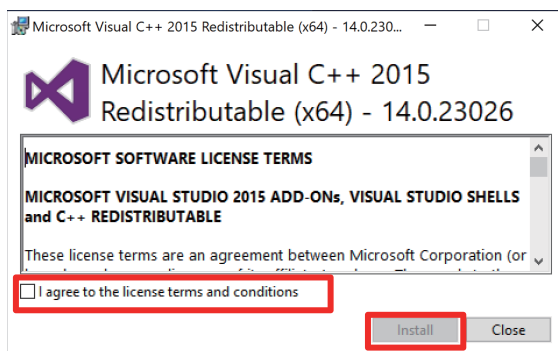 Microsoft Visual C++ 2015 Redistributable (x64) - 14.0.230...
Microsoft Visual C++ 2015
Redistributable (x64) - 14.0.23026
MICROSOFT SOFTWARE LICENSE TERMS
MICROSOFT VISUAL STUDIO 2015 ADD-ONs, VISUAL STUDIO SHELLS
and C++ REDISTRIBUTABLE
These license terms are an agreement between Microsoft Corporation (or
I agree to the license terms and conditions
Install Close